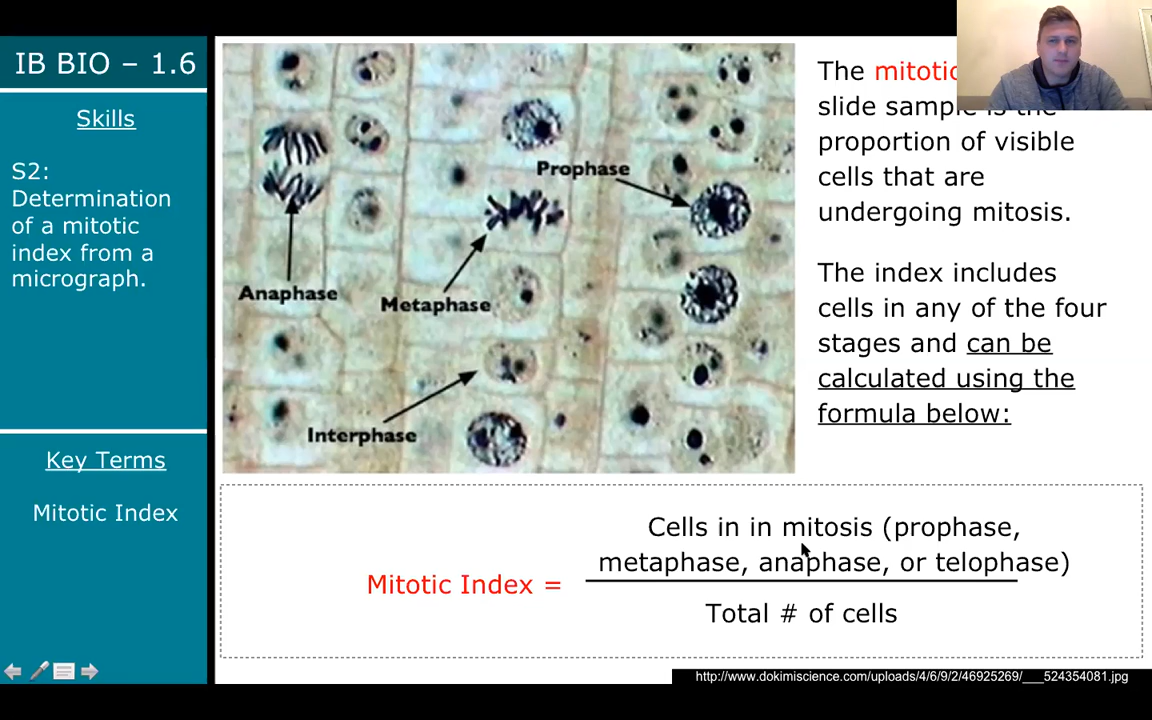 IB BIO – 1.6
Skills
S2:
Determination
of a mitotic
index from a
micrograph.
Key Terms
Mitotic Index
Prophase
Anaphase
Metaphase
Interphase
The mitotic
slide sample is the
proportion of visible
cells that are
undergoing mitosis.
The index includes
cells in any of the four
stages and can be
calculated using the
formula below:
Cells in in mitosis (prophase,
metaphase, anaphase, or telophase)
Mitotic Index =
Total # of cells
http://www.dokimiscience.com/uploads/4/6/9/2/46925269/___524354081.jpg